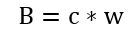 B = c * w